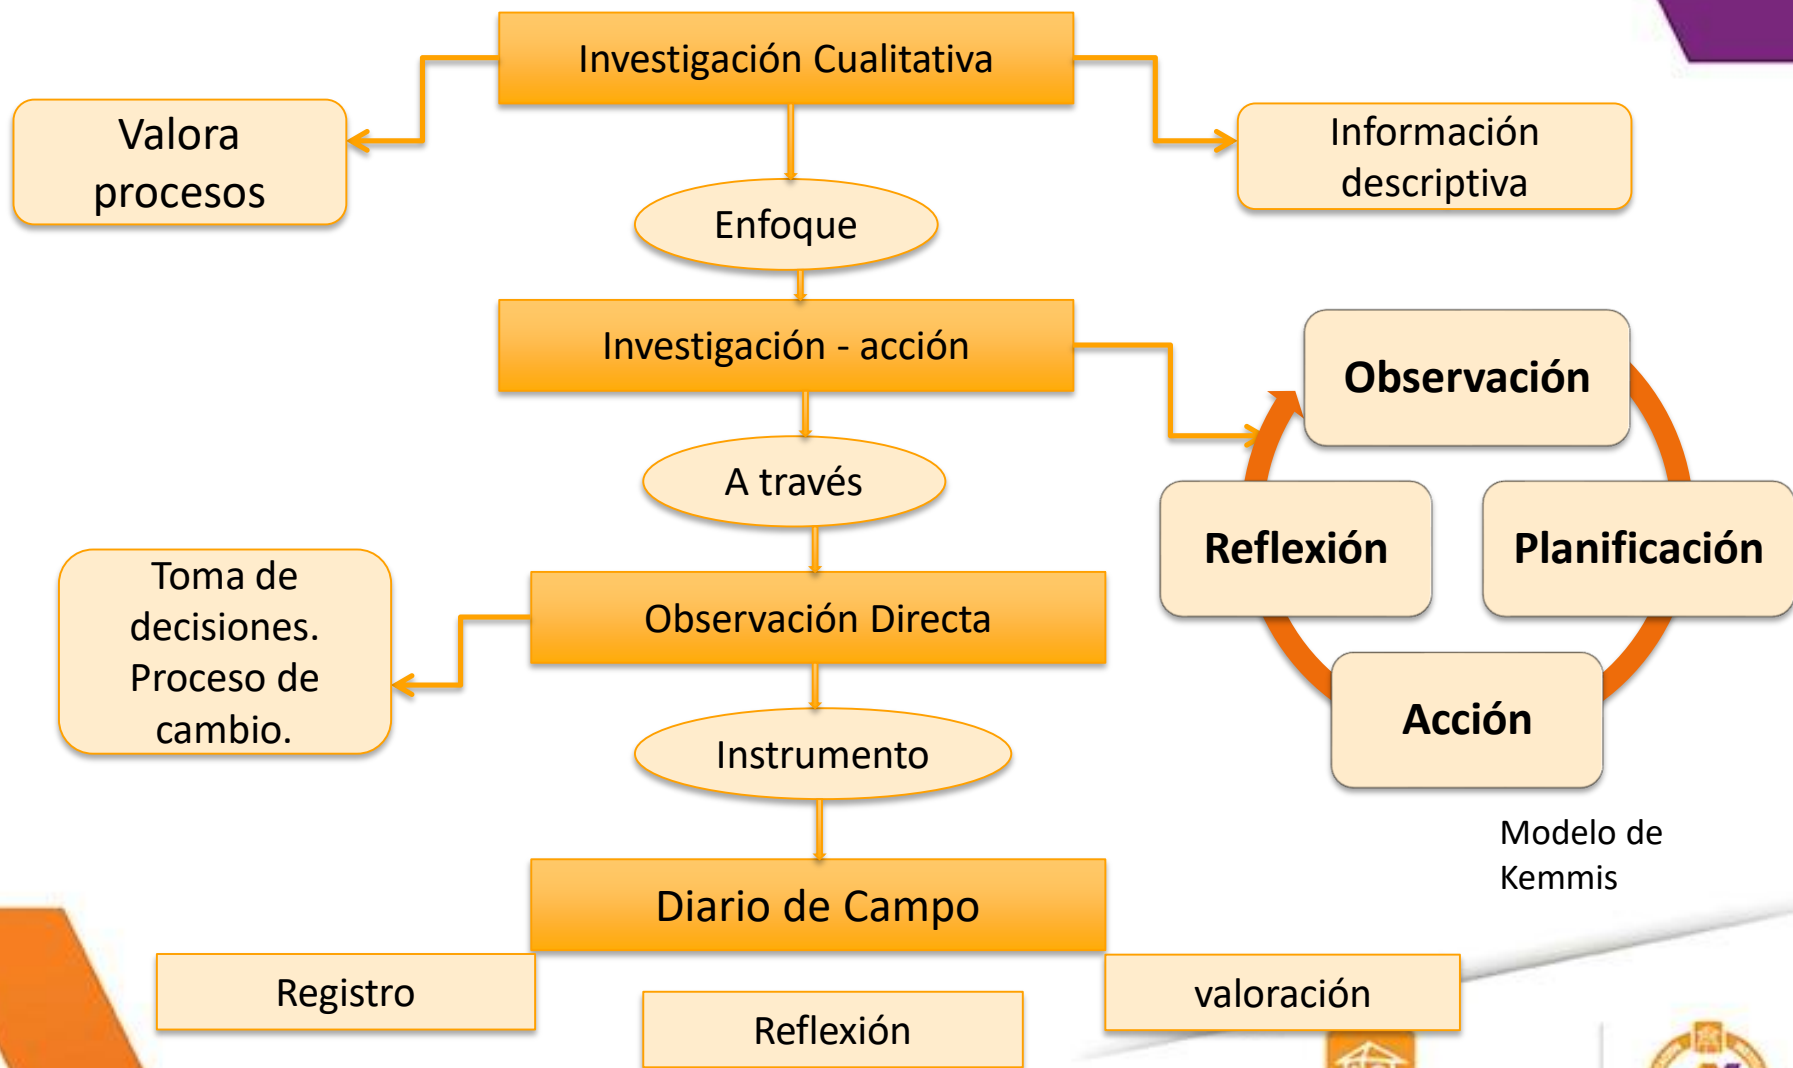 Investigación Cualitativa
Valora
procesos
Información
descriptiva
Enfoque
Investigación - acción
Observación
A través
Reflexión
Planificación
Toma de
decisiones.
Proceso de
cambio.
Observación Directa
Acción
Instrumento
Modelo de
Kemmis
Diario de Campo
Registro
valoración
Reflexión